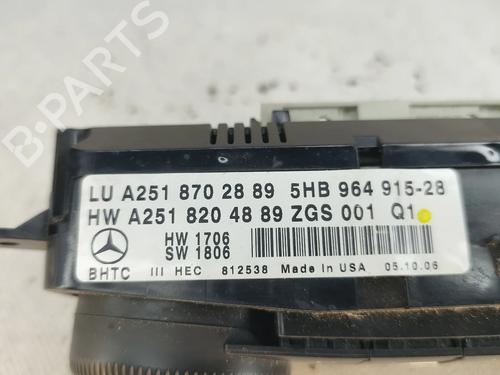 LU A251 870 28 89 5HB 964 915-28
HW A251 820 48 89 ZGS 001 Q1
HW 1706
SW 1806
BHTC III HEC 812538 Made In USA 05.10.06
B-PARTS